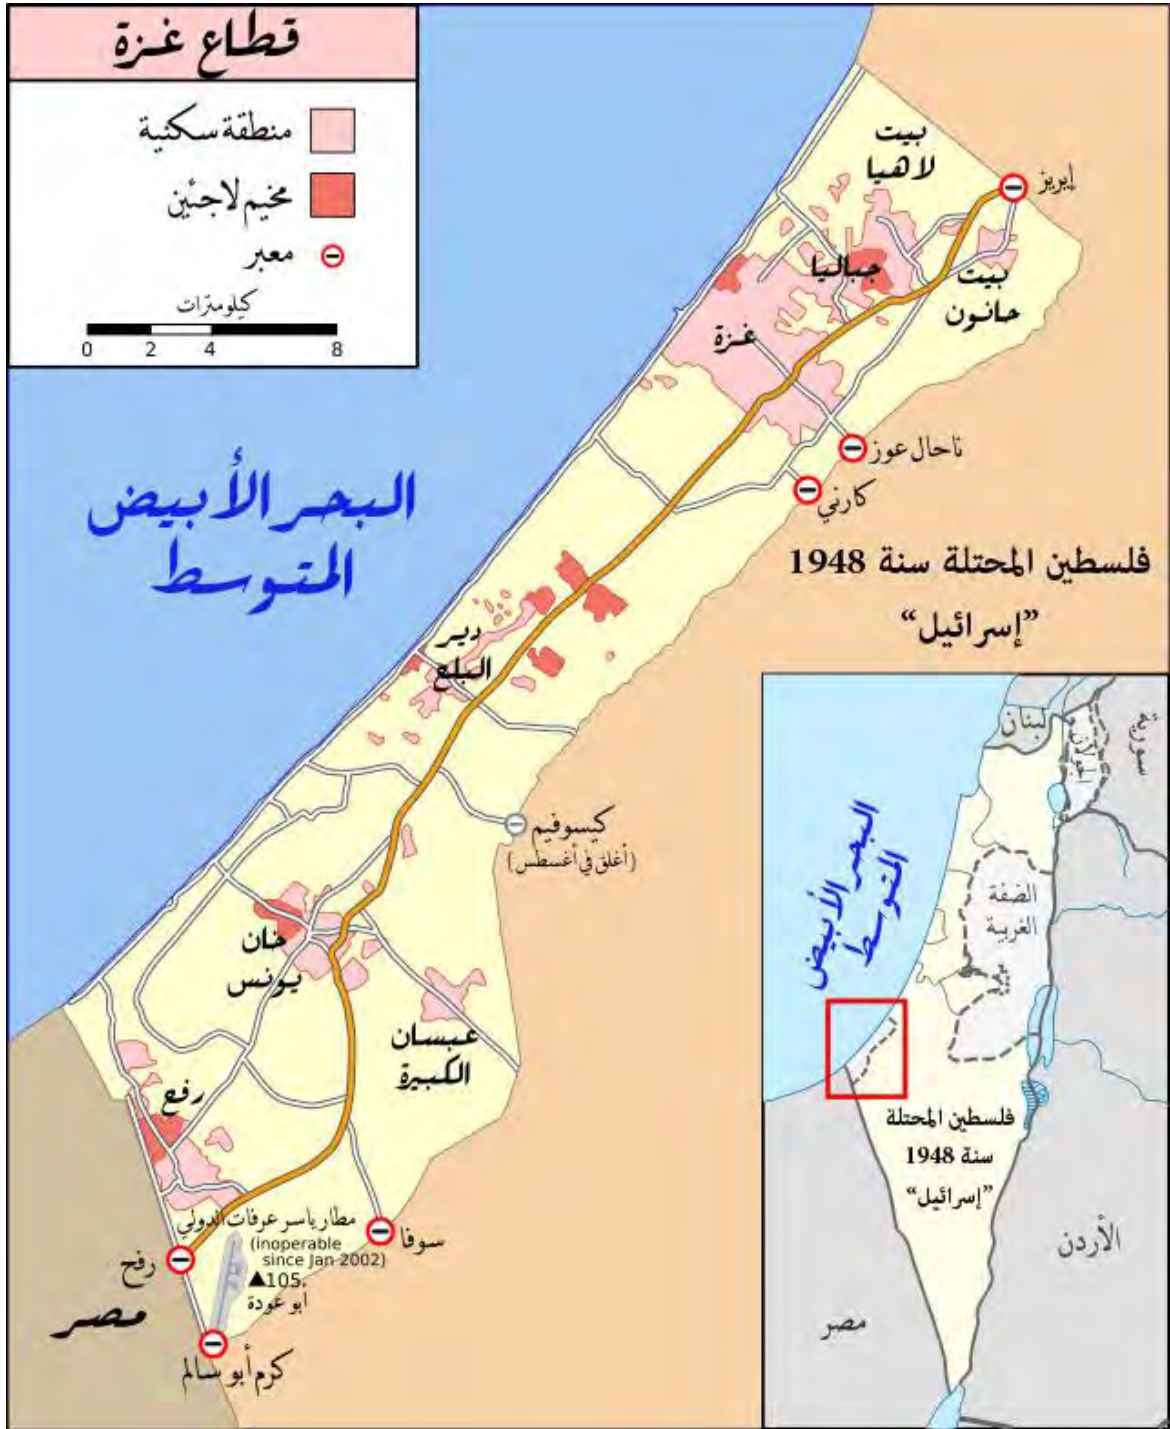 قطاع غزة
منطقة سكنية
مخيم لاجئين
معبر
كيلومترات
0 2 4 8
بيت
لاهيا
إيريز
جباليا
بيت
حانون
غزة
ناحال عوز
كارني
البحر الأبيض
المتوسط
فلسطين المحتلة سنة 1948
”إسرائيل“
دير
البلح
كيسوفيم
(أغلق في أغسطس)
خان
يونس
عبسان
الكبيرة
رفح
مطار ياسر عرفات الدولي
(inoperable
since Jan 2002)
105
أبو عودة
سوفا
رفح
مصر
كرم أبو سالم
لبنان
سورية
الجولان
البحر الأبيض
المتوسط
الضفة
الغربية
فلسطين المحتلة
سنة 1948
”إسرائيل“
الأردن
مصر